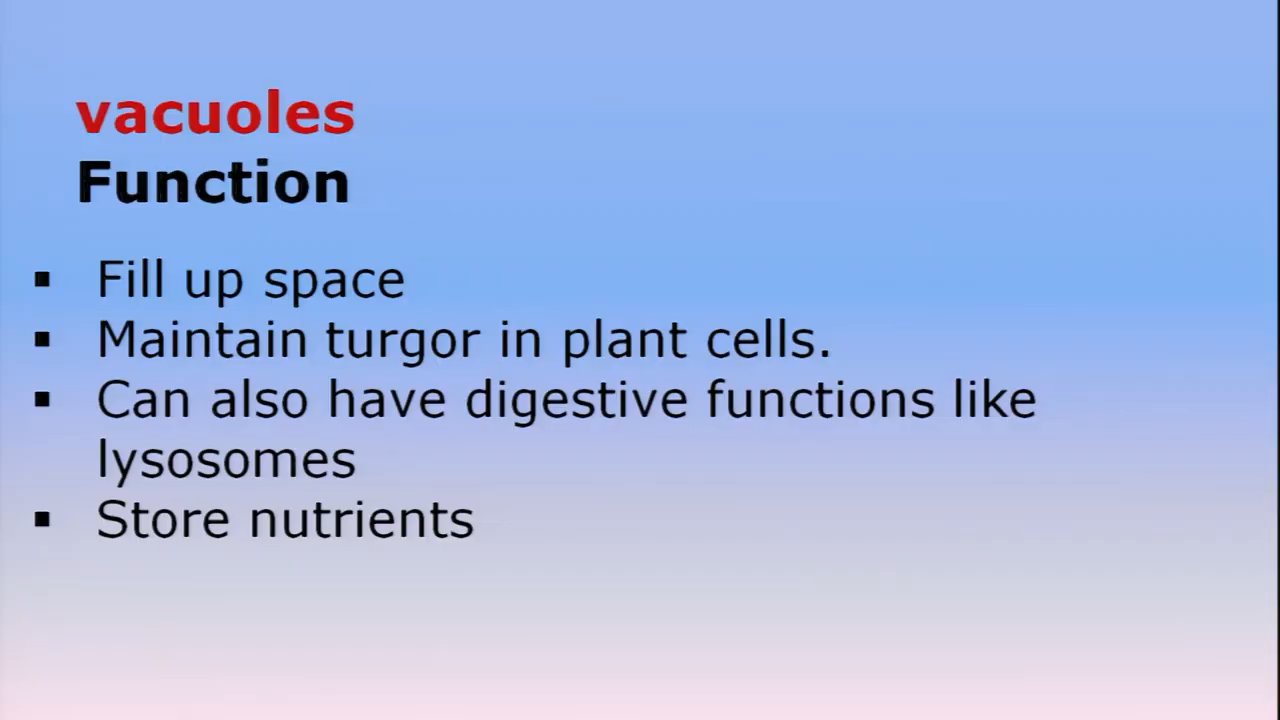 vacuoles
Function
▪ Fill up space
▪ Maintain turgor in plant cells.
▪ Can also have digestive functions like
lysosomes
▪ Store nutrients